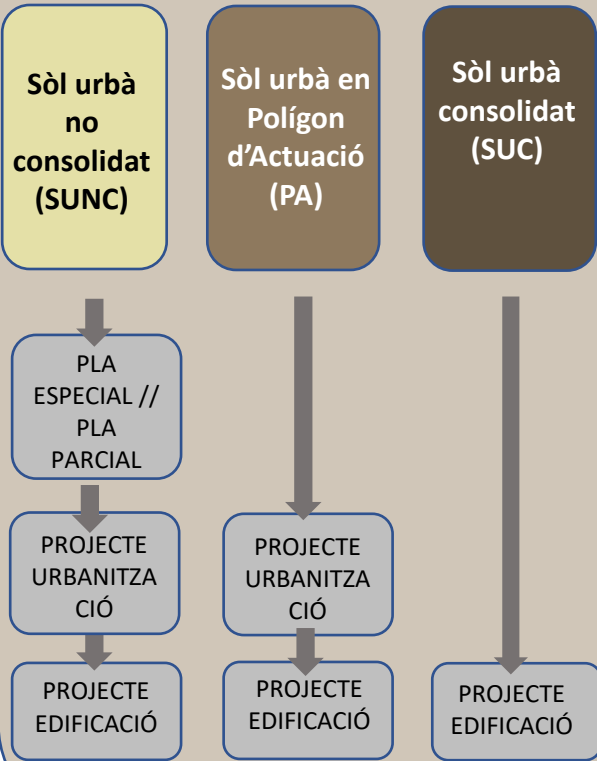 Sòl urbà
no
consolidat
(SUNC)
Sòl urbà en
Polígon
d'Actuació
(PA)
Sòl urbà
consolidat
(SUC)
PLA
ESPECIAL //
PLA
PARCIAL
PROJECTE
URBANITZA
CIÓ
PROJECTE
URBANITZA
CIÓ
PROJECTE
EDIFICACIÓ
PROJECTE
EDIFICACIÓ
PROJECTE
EDIFICACIÓ